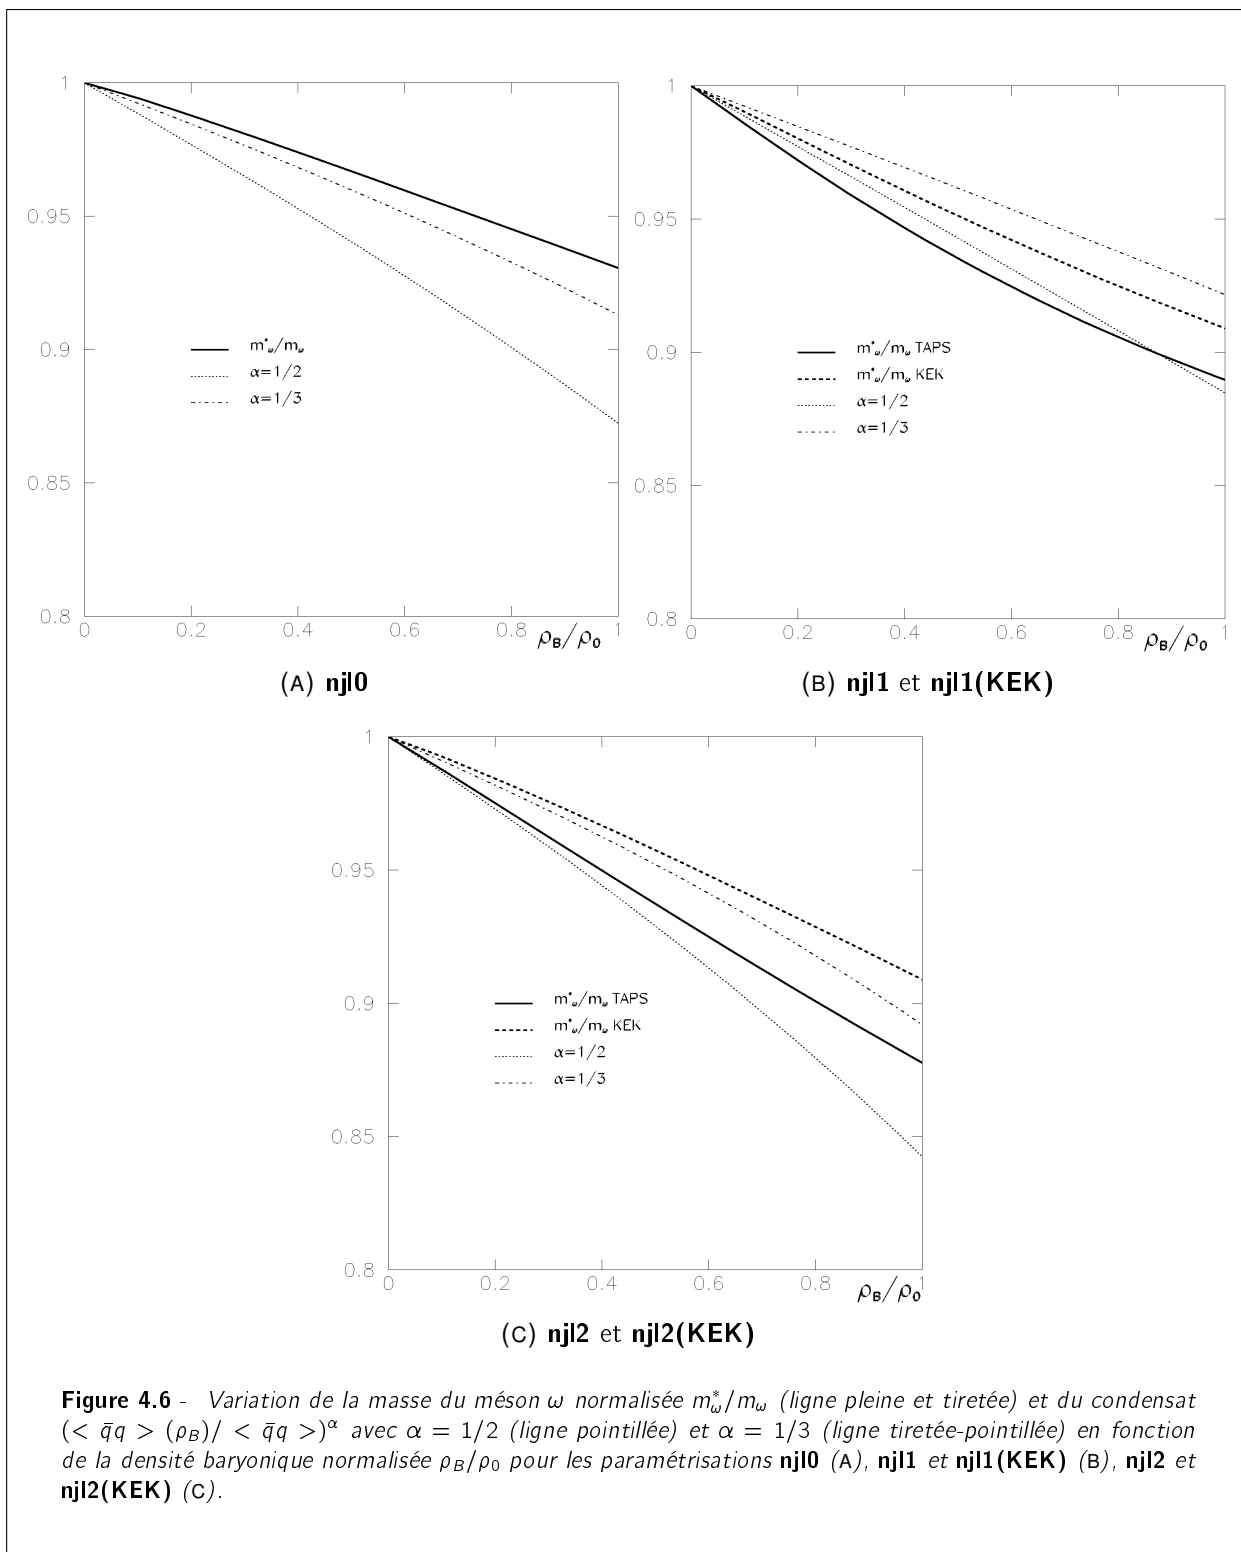 1
0.95
0.9
0.85
0.8
0
0.2
0.4
0.6
0.8
1
ρB/ρ0
m*ω/mω
α=1/2
α=1/3
(A) njl0
1
0.95
0.9
0.85
0.8
0
0.2
0.4
0.6
0.8
1
ρB/ρ0
m*ω/mω TAPS
m*ω/mω KEK
α=1/2
α=1/3
(B) njl1 et njl1(KEK)
1
0.95
0.9
0.85
0.8
0
0.2
0.4
0.6
0.8
1
ρB/ρ0
m*ω/mω TAPS
m*ω/mω KEK
α=1/2
α=1/3
(C) njl2 et njl2(KEK)
Figure 4.6 - Variation de la masse du méson ω normalisée m*ω/mω (ligne pleine et tiretée) et du condensat
(< q̄q > (ρB)/ < q̄q >)^α avec α = 1/2 (ligne pointillée) et α = 1/3 (ligne tiretée-pointillée) en fonction
de la densité baryonique normalisée ρB/ρ0 pour les paramétrisations njl0 (A), njl1 et njl1(KEK) (B), njl2 et
njl2(KEK) (C).